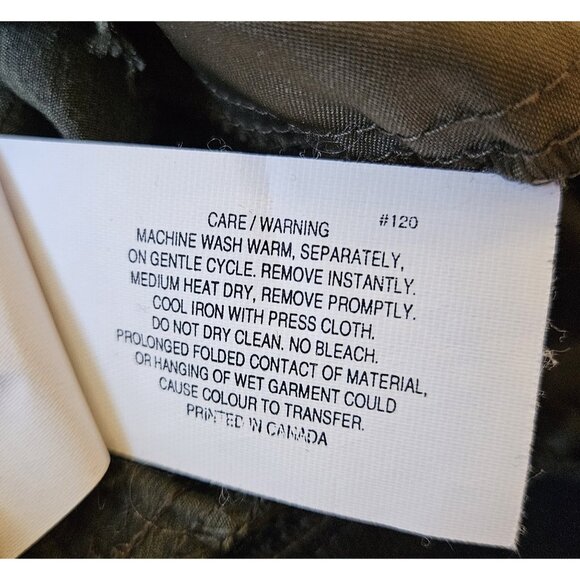 CARE / WARNING #120
MACHINE WASH WARM, SEPARATELY,
ON GENTLE CYCLE. REMOVE INSTANTLY.
MEDIUM HEAT DRY, REMOVE PROMPTLY.
COOL IRON WITH PRESS CLOTH.
DO NOT DRY CLEAN. NO BLEACH.
PROLONGED FOLDED CONTACT OF MATERIAL,
OR HANGING OF WET GARMENT COULD
CAUSE COLOUR TO TRANSFER.
PRINTED IN CANADA